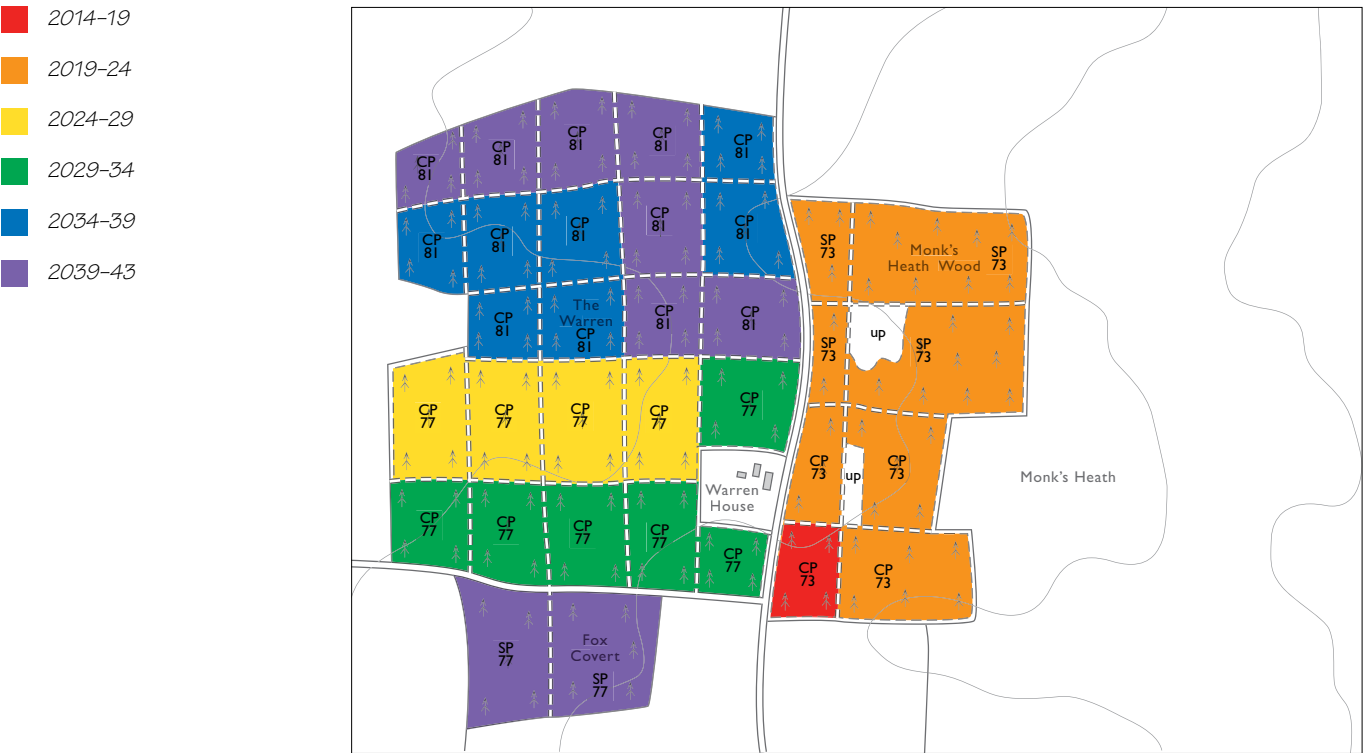 2014–19
2019–24
2024–29
2029–34
2034–39
2039–43
CP
81
CP
81
CP
81
CP
81
CP
81
CP
81
CP
81
CP
81
CP
81
CP
81
SP
73
Monk's
Heath Wood
SP
73
CP
81
The
Warren
CP
81
CP
81
CP
81
SP
73
up
SP
73
CP
77
CP
77
CP
77
CP
77
CP
77
CP
73
up
CP
73
Monk's Heath
Warren
House
CP
77
CP
77
CP
77
CP
77
CP
77
CP
73
CP
73
SP
77
Fox
Covert
SP
77